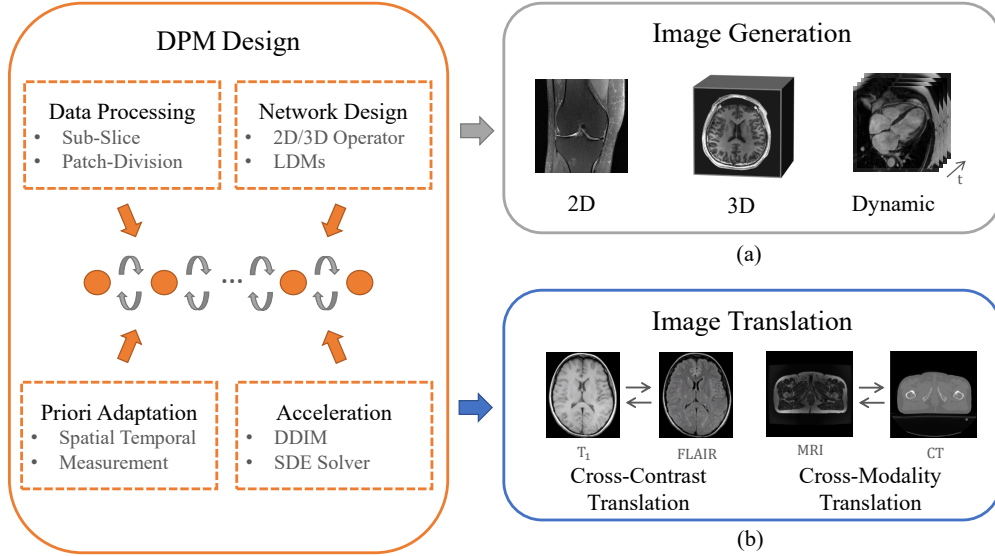 DPM Design
Data Processing
• Sub-Slice
• Patch-Division
Network Design
• 2D/3D Operator
• LDMs
...
Priori Adaptation
• Spatial Temporal
• Measurement
Acceleration
• DDIM
• SDE Solver
Image Generation
2D
3D
t
Dynamic
(a)
Image Translation
T₁
FLAIR
Cross-Contrast
Translation
MRI
CT
Cross-Modality
Translation
(b)